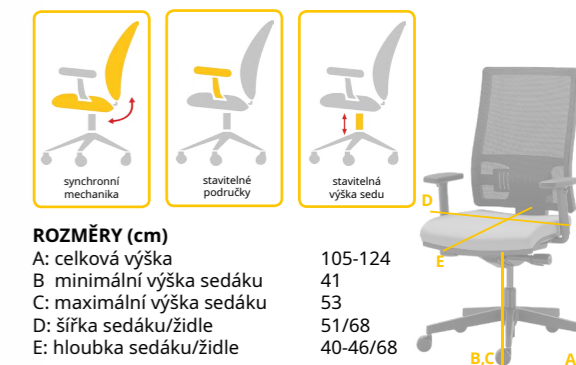 synchronní
mechanika
stavitelné
područky
stavitelná
výška sedu
ROZMĚRY (cm)
A: celková výška 105-124
B minimální výška sedáku 41
C: maximální výška sedáku 53
D: šířka sedáku/židle 51/68
E: hloubka sedáku/židle 40-46/68
D
E
B,C
A